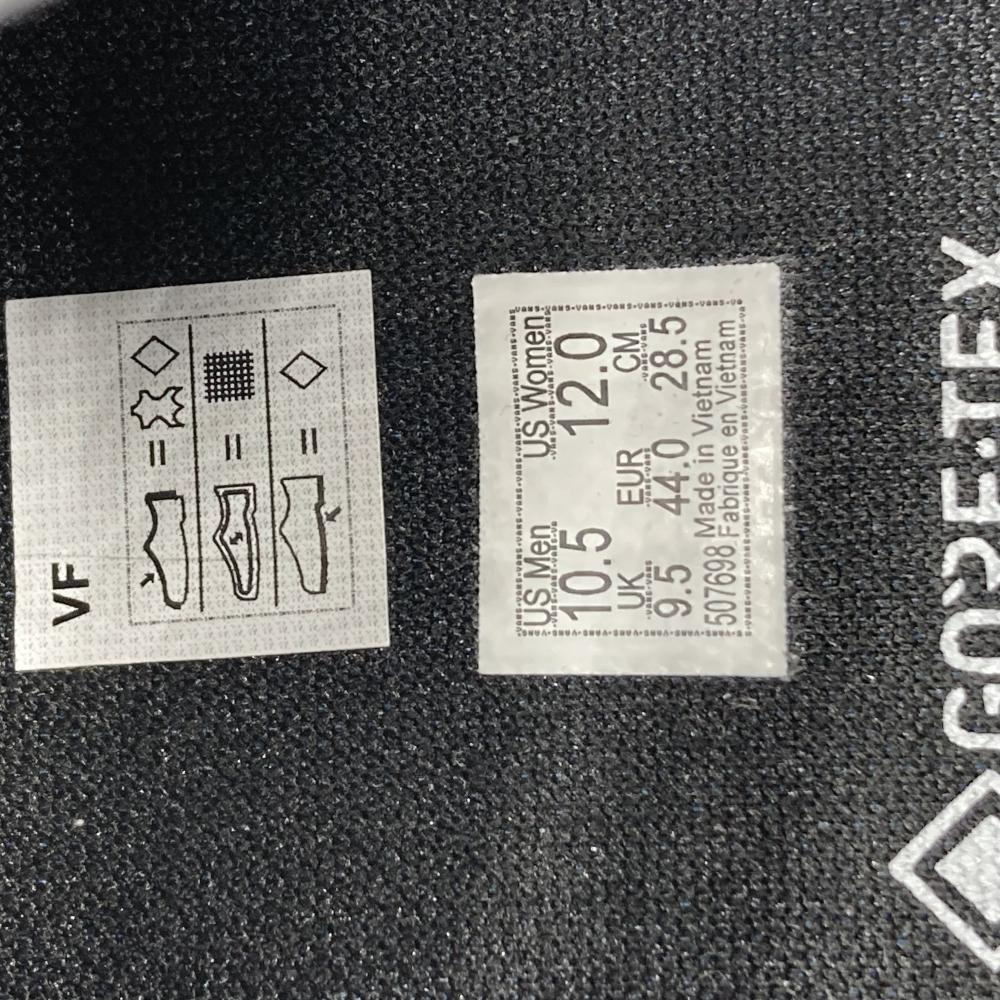 VF
US Men US Women
10.5 12.0
UK EUR CM
9.5 44.0 28.5
507698 Made in Vietnam
Fabrique en Vietnam
GORE-TEX